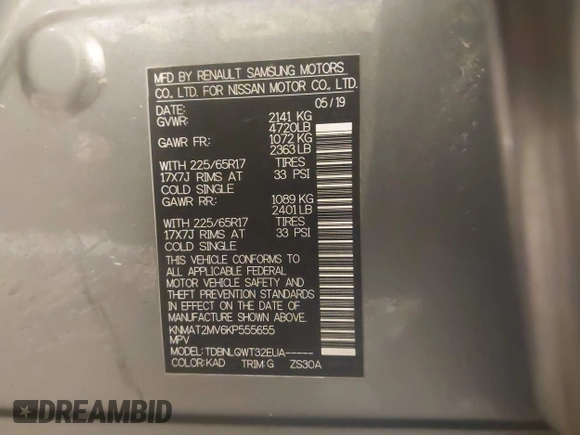 MFD BY RENAULT SAMSUNG MOTORS
CO., LTD. FOR NISSAN MOTOR CO., LTD.
DATE: 05/19
GVWR: 2141 KG
4720LB
GAWR FR: 1072 KG
2363 LB
WITH 225/65R17 TIRES
17X7J RIMS AT 33 PSI
COLD SINGLE
GAWR RR: 1089 KG
2401 LB
WITH 225/65R17 TIRES
17X7J RIMS AT 33 PSI
COLD SINGLE
THIS VEHICLE CONFORMS TO
ALL APPLICABLE FEDERAL
MOTOR VEHICLE SAFETY AND
THEFT PREVENTION STANDARDS
IN EFFECT ON THE DATE OF
MANUFACTURE SHOWN ABOVE.
KNMAT2MV6KP555655
MPV
MODEL: TDBNLQWT32EUA-----
COLOR:KAD TRIM:G ZS30A
DREAMBID